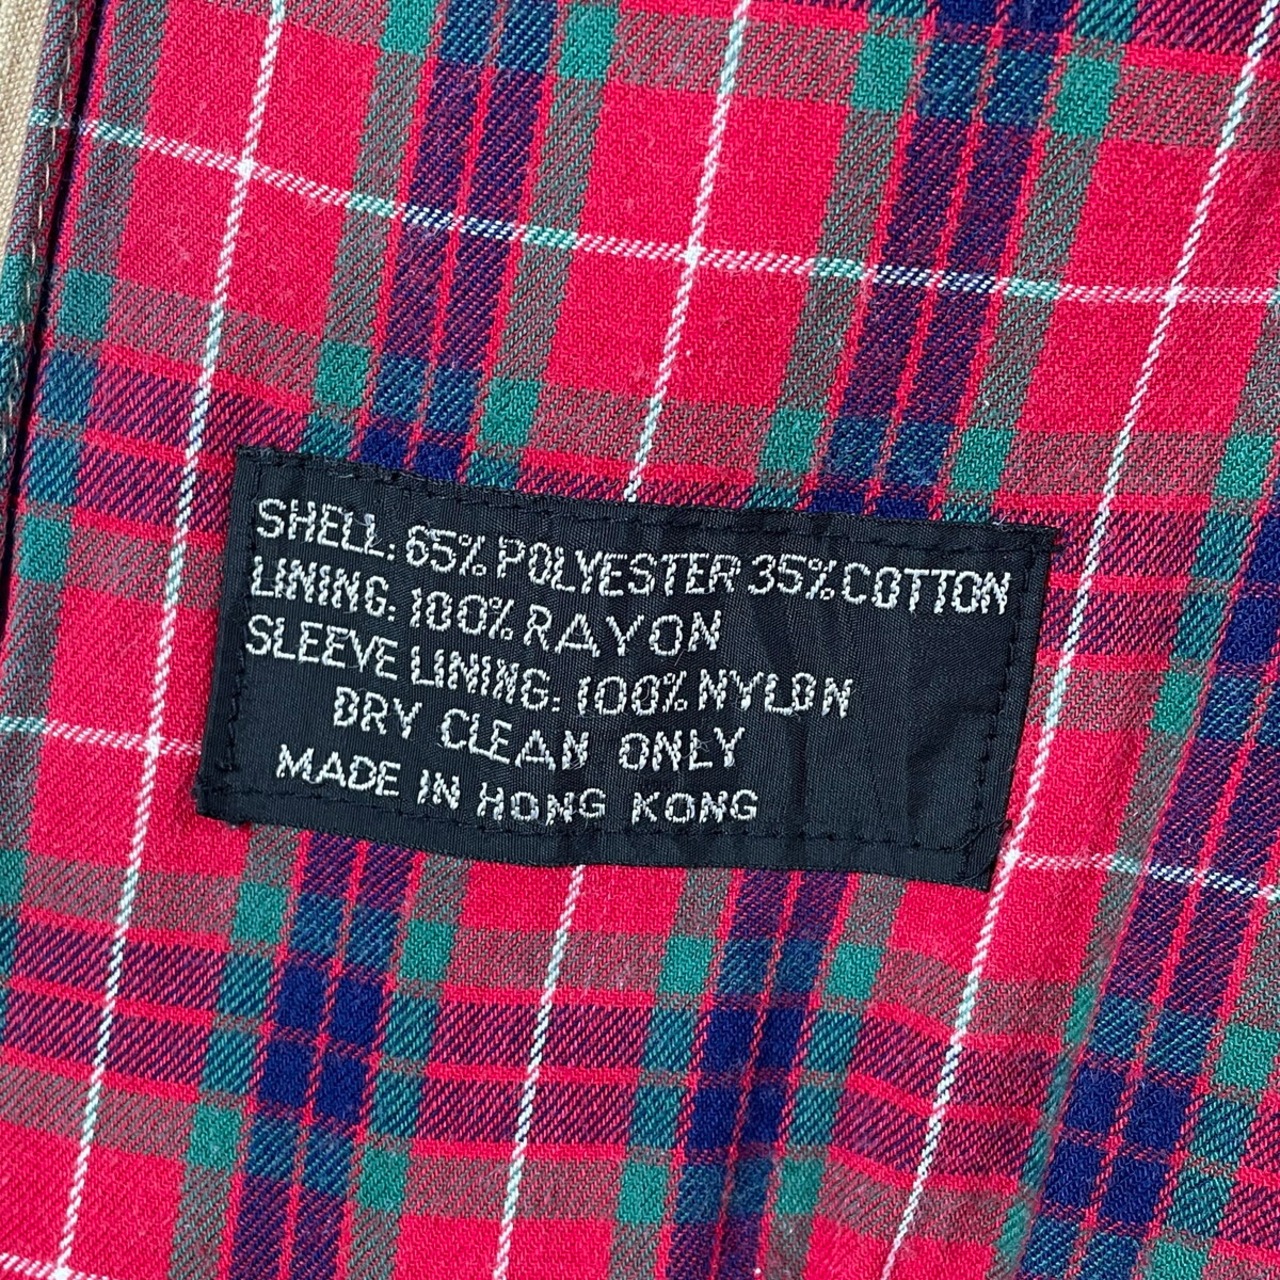 SHELL: 65% POLYESTER 35% COTTON
LINING: 100% RAYON
SLEEVE LINING: 100% NYLON
DRY CLEAN ONLY
MADE IN HONG KONG